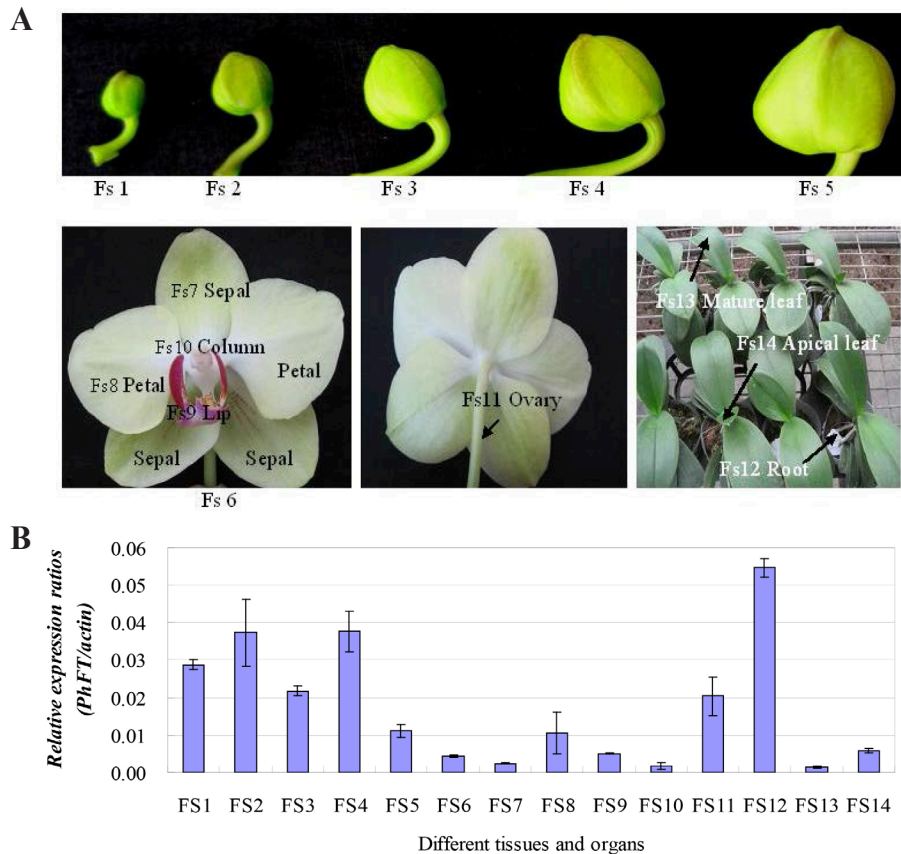 A
Fs 1
Fs 2
Fs 3
Fs 4
Fs 5
Fs7 Sepal
Fs10 Column
Fs8 Petal
Petal
Fs9 Lip
Sepal
Sepal
Fs 6
Fs11 Ovary
Fs13 Mature leaf
Fs14 Apical leaf
Fs12 Root
B
Relative expression ratios
(PhFT/actin)
0.06
0.05
0.04
0.03
0.02
0.01
0.00
FS1 FS2 FS3 FS4 FS5 FS6 FS7 FS8 FS9 FS10 FS11 FS12 FS13 FS14
Different tissues and organs